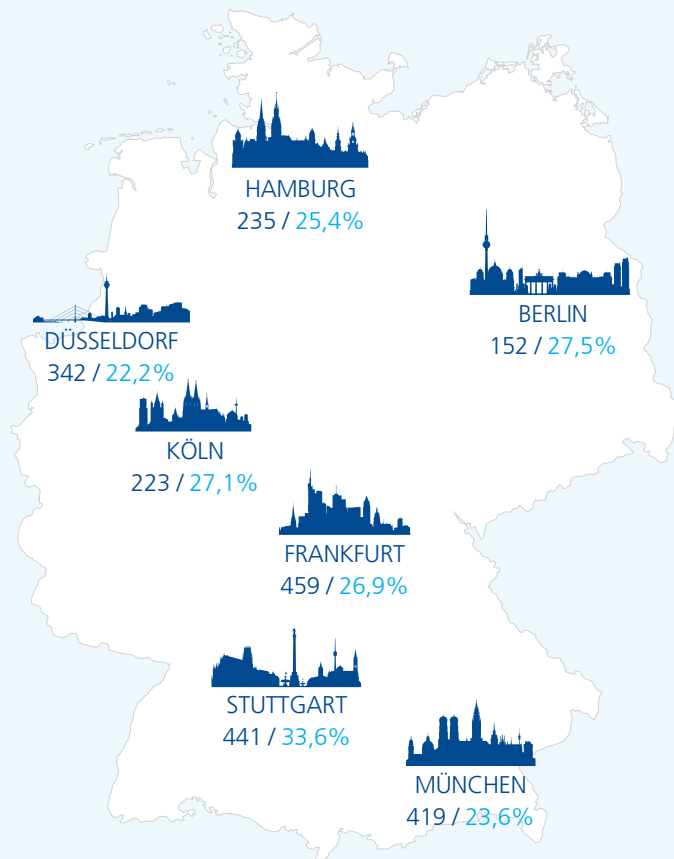 HAMBURG
235 / 25,4%
BERLIN
152 / 27,5%
DÜSSELDORF
342 / 22,2%
KÖLN
223 / 27,1%
FRANKFURT
459 / 26,9%
STUTTGART
441 / 33,6%
MÜNCHEN
419 / 23,6%